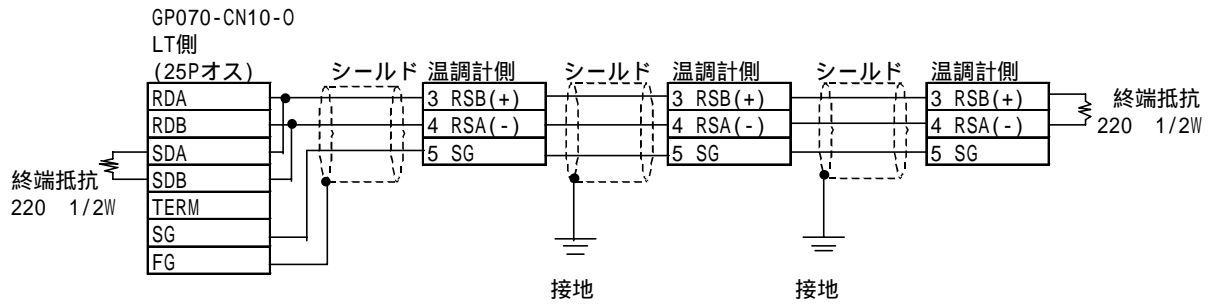 GP070-CN10-O
LT側
(25Pオス)
シールド
温調計側
シールド
温調計側
シールド
温調計側
RDA
RDB
SDA
SDB
TERM
SG
FG
3 RSB(+)
4 RSA(-)
5 SG
3 RSB(+)
4 RSA(-)
5 SG
3 RSB(+)
4 RSA(-)
5 SG
終端抵抗
220 1/2W
終端抵抗
220 1/2W
接地
接地